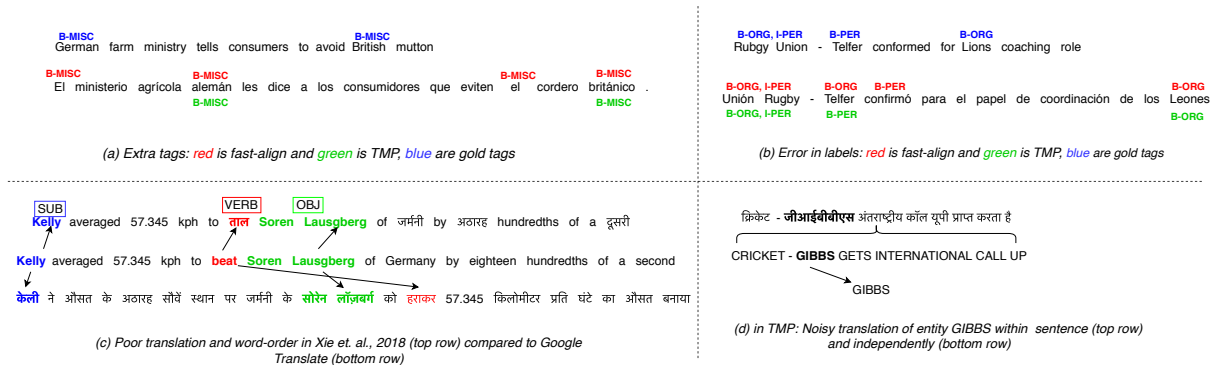 B-MISC B-MISC
German farm ministry tells consumers to avoid British mutton
B-MISC B-MISC B-MISC B-MISC
El ministerio agrícola alemán les dice a los consumidores que eviten el cordero británico .
B-MISC B-MISC
(a) Extra tags: red is fast-align and green is TMP, blue are gold tags
B-ORG, I-PER B-PER B-ORG
Rubgy Union - Telfer conformed for Lions coaching role
B-ORG, I-PER B-ORG B-PER B-ORG
Unión Rugby - Telfer confirmó para el papel de coordinación de los Leones
B-ORG, I-PER B-PER B-ORG
(b) Error in labels: red is fast-align and green is TMP, blue are gold tags
SUB VERB OBJ
Kelly averaged 57.345 kph to ताल Soren Lausgberg of जर्मनी by अठारह hundredths of a दूसरी
Kelly averaged 57.345 kph to beat Soren Lausgberg of Germany by eighteen hundredths of a second
केली ने औसत के अठारह सौवें स्थान पर जर्मनी के सोरेन लॉज़बर्ग को हराकर 57.345 किलोमीटर प्रति घंटे का औसत बनाया
(c) Poor translation and word-order in Xie et. al., 2018 (top row) compared to Google
Translate (bottom row)
क्रिकेट - जीआईबीबीएस अंतराष्ट्रीय कॉल यूपी प्राप्त करता है
CRICKET - GIBBS GETS INTERNATIONAL CALL UP
GIBBS
(d) in TMP: Noisy translation of entity GIBBS within sentence (top row)
and independently (bottom row)